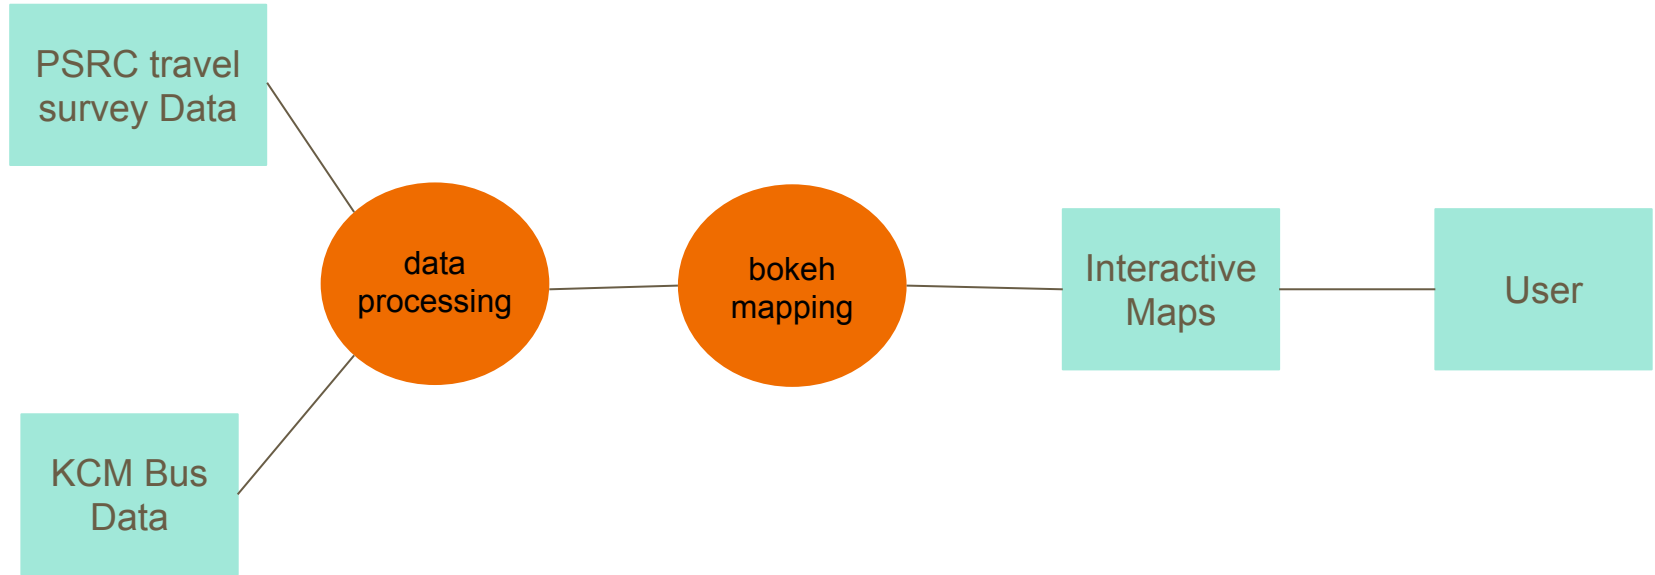 PSRC travel
survey Data
data
processing
bokeh
mapping
Interactive
Maps
User
KCM Bus
Data